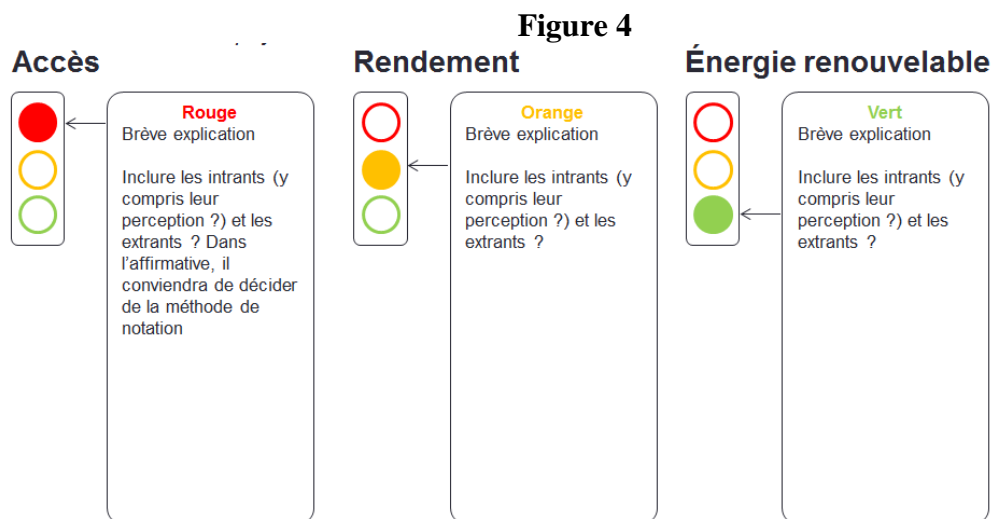 Figure 4
Accès
Rouge
Brève explication
Inclure les intrants (y
compris leur
perception ?) et les
extrants ? Dans
l'affirmative, il
conviendra de décider
de la méthode de
notation
Rendement
Orange
Brève explication
Inclure les intrants (y
compris leur
perception ?) et les
extrants ?
Énergie renouvelable
Vert
Brève explication
Inclure les intrants (y
compris leur
perception ?) et les
extrants ?